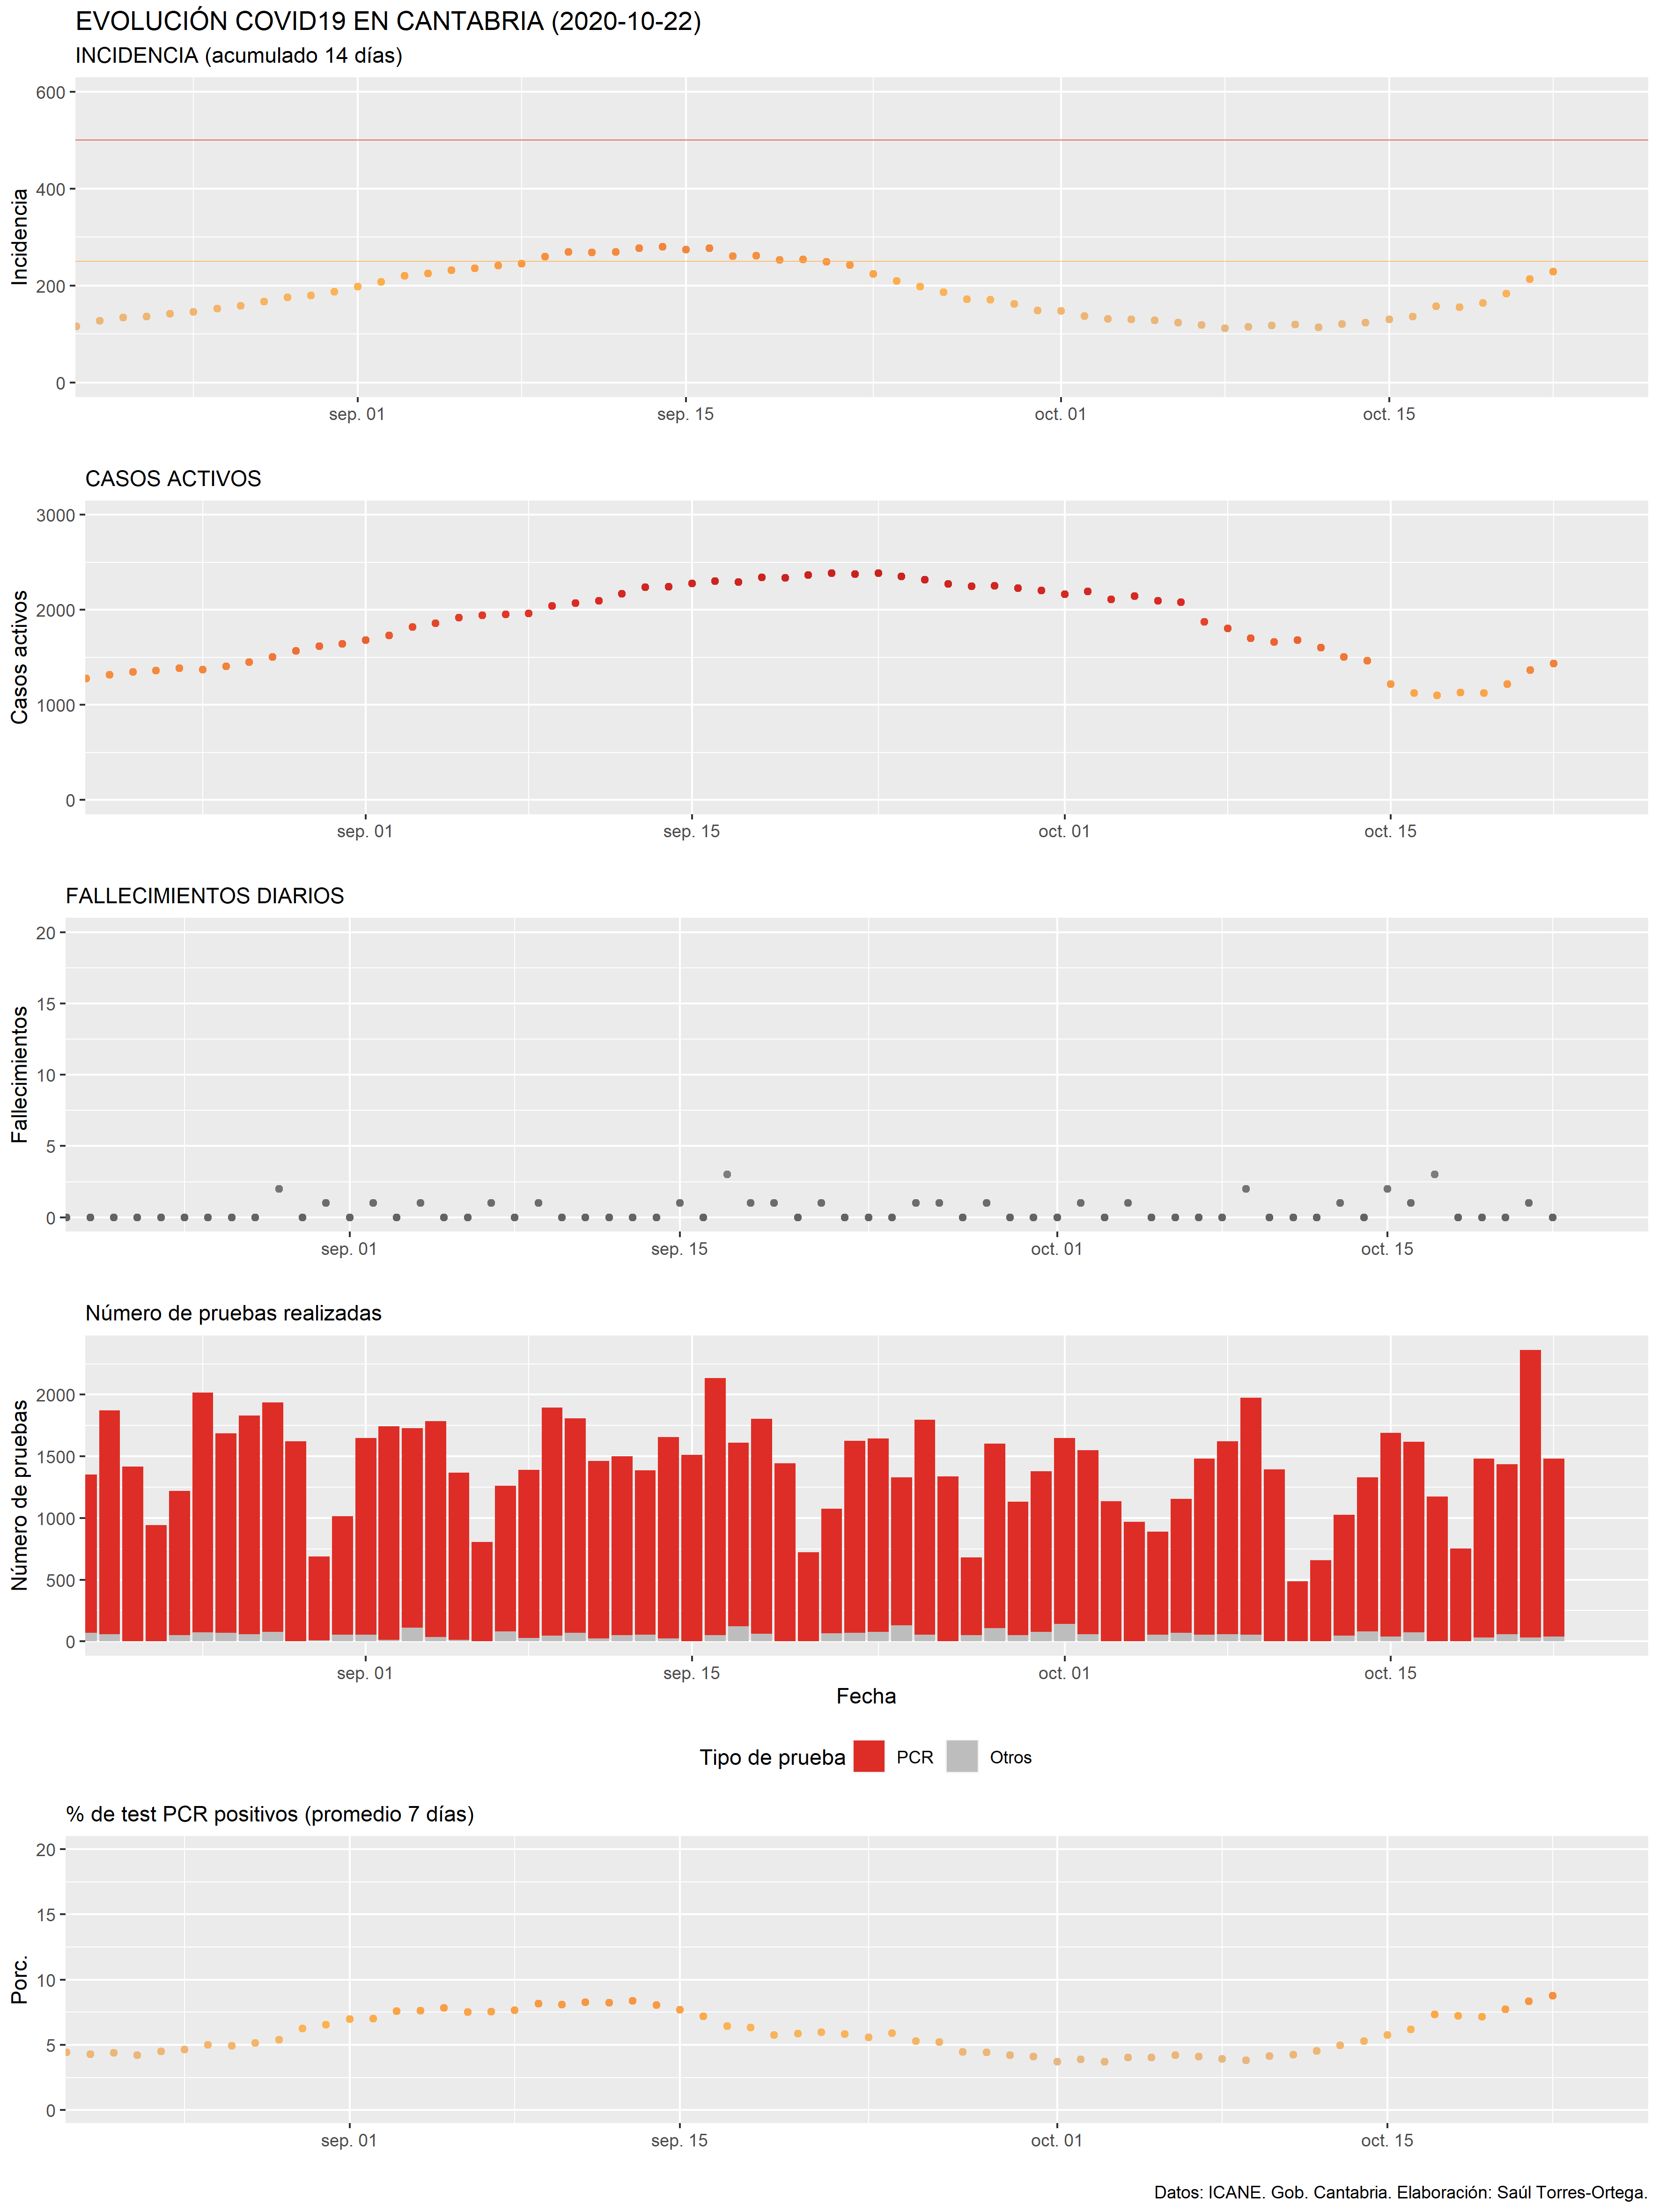 EVOLUCIÓN COVID19 EN CANTABRIA (2020-10-22)
INCIDENCIA (acumulado 14 días)
Incidencia
600
400
200
0
sep. 01 sep. 15 oct. 01 oct. 15
CASOS ACTIVOS
Casos activos
3000
2000
1000
0
sep. 01 sep. 15 oct. 01 oct. 15
FALLECIMIENTOS DIARIOS
Fallecimientos
20
15
10
5
0
sep. 01 sep. 15 oct. 01 oct. 15
Número de pruebas realizadas
Número de pruebas
2000
1500
1000
500
0
sep. 01 sep. 15 oct. 01 oct. 15
Fecha
Tipo de prueba PCR Otros
% de test PCR positivos (promedio 7 días)
Porc.
20
15
10
5
0
sep. 01 sep. 15 oct. 01 oct. 15
Datos: ICANE. Gob. Cantabria. Elaboración: Saúl Torres-Ortega.